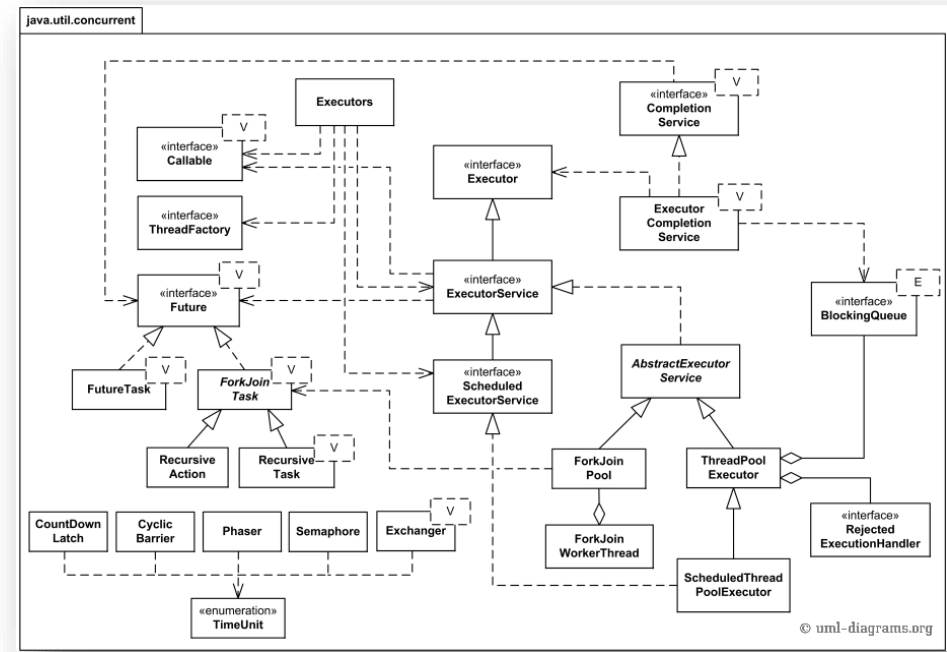 java.util.concurrent
Executors
V
«interface»
Completion
Service
V
«interface»
Callable
«interface»
Executor
V
Executor
Completion
Service
«interface»
ThreadFactory
V
«interface»
Future
«interface»
ExecutorService
E
«interface»
BlockingQueue
V
FutureTask
V
ForkJoin
Task
«interface»
Scheduled
ExecutorService
AbstractExecutor
Service
Recursive
Action
V
Recursive
Task
ForkJoin
Pool
ThreadPool
Executor
CountDown
Latch
Cyclic
Barrier
Phaser
Semaphore
V
Exchanger
ForkJoin
WorkerThread
«interface»
Rejected
ExecutionHandler
ScheduledThread
PoolExecutor
«enumeration»
TimeUnit
© uml-diagrams.org